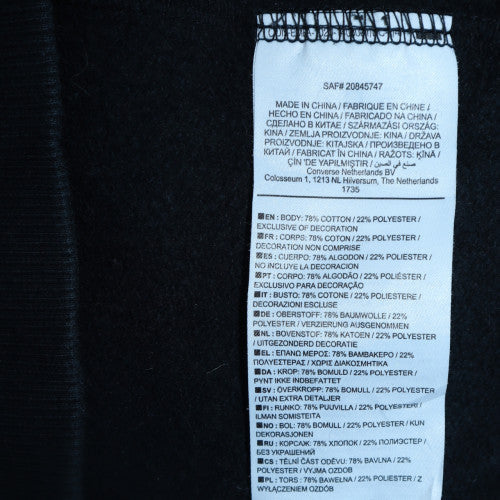 SAF# 20845747
MADE IN CHINA / FABRIQUE EN CHINE /
HECHO EN CHINA / FABRICADO NA CHINA /
СДЕЛАНО В КИТАЕ / SZÁRMAZÁSI ORSZÁG:
KINA / ZEMLJA PROIZVODNJE: KINA / DRŽAVA
PROIZVODNJE: KITAJSKA / ПРОИЗВЕДЕНО В
КИТАЙ / FABRICAT ÎN CHINA / RAŽOTS: ĶĪNĀ /
ÇİN'DE YAPILMIŞTIR / صنع في الصين
Converse Netherlands BV
Colosseum 1, 1213 NL Hilversum, The Netherlands
1735
EN : BODY: 78% COTTON / 22% POLYESTER /
EXCLUSIVE OF DECORATION
FR : CORPS: 78% COTON / 22% POLYESTER /
DECORATION NON COMPRISE
ES : CUERPO: 78% ALGODON / 22% POLIESTER /
NO INCLUYE LA DECORACION
PT : CORPO: 78% ALGODÃO / 22% POLIÉSTER /
EXCLUSIVO PARA DECORAÇÃO
IT : BUSTO: 78% COTONE / 22% POLIESTERE /
DECORAZIONI ESCLUSE
DE : OBERSTOFF: 78% BAUMWOLLE / 22%
POLYESTER / VERZIERUNG AUSGENOMMEN
NL : BOVENSTOF: 78% KATOEN / 22% POLYESTER
/ UITGEZONDERD DECORATIE
EL : ΕΠΑΝΩ ΜΕΡΟΣ: 78% ΒΑΜΒΑΚΕΡΟ / 22%
ΠΟΛΥΕΣΤΕΡΑΣ / ΧΩΡΙΣ ΔΙΑΚΟΣΜΗΤΙΚΑ
DA : KROP: 78% BOMULD / 22% POLYESTER /
PYNT IKKE INDBEFATTET
SV : ÖVERKROPP: 78% BOMULL / 22% POLYESTER
/ UTAN EXTRA DETALJER
FI : RUNKO: 78% PUUVILLA / 22% POLYESTERI /
ILMAN SOMISTEITA
NO : BOL: 78% BOMULL / 22% POLYESTER / KUN
DEKORASJONEN
RU : КОРСАЖ: 78% ХЛОПОК / 22% ПОЛИЭСТЕР /
БЕЗ УКРАШЕНИЙ
CS : TĚLNÍ ČÁST ODĚVU: 78% BAVLNA / 22%
POLYESTER / VYJMA OZDOB
PL : TORS: 78% BAWEŁNA / 22% POLIESTER / Z
WYJĄTKIEM OZDÓB